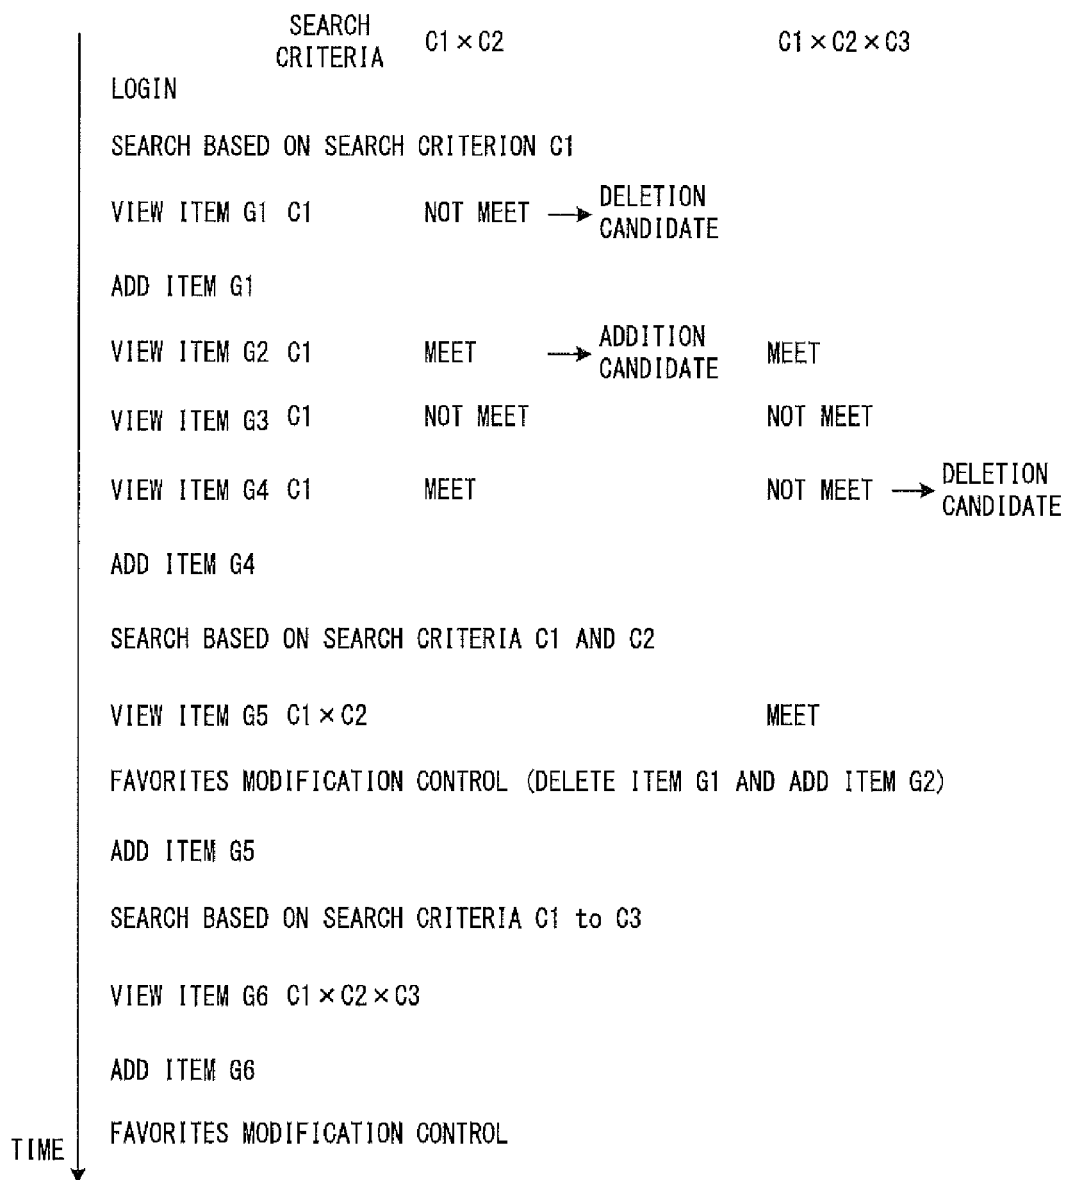 SEARCH CRITERIA C1×C2 C1×C2×C3
LOGIN
SEARCH BASED ON SEARCH CRITERION C1
VIEW ITEM G1 C1 NOT MEET → DELETION CANDIDATE
ADD ITEM G1
VIEW ITEM G2 C1 MEET → ADDITION CANDIDATE MEET
VIEW ITEM G3 C1 NOT MEET NOT MEET
VIEW ITEM G4 C1 MEET NOT MEET → DELETION CANDIDATE
ADD ITEM G4
SEARCH BASED ON SEARCH CRITERIA C1 AND C2
VIEW ITEM G5 C1×C2 MEET
FAVORITES MODIFICATION CONTROL (DELETE ITEM G1 AND ADD ITEM G2)
ADD ITEM G5
SEARCH BASED ON SEARCH CRITERIA C1 to C3
VIEW ITEM G6 C1×C2×C3
ADD ITEM G6
FAVORITES MODIFICATION CONTROL
TIME